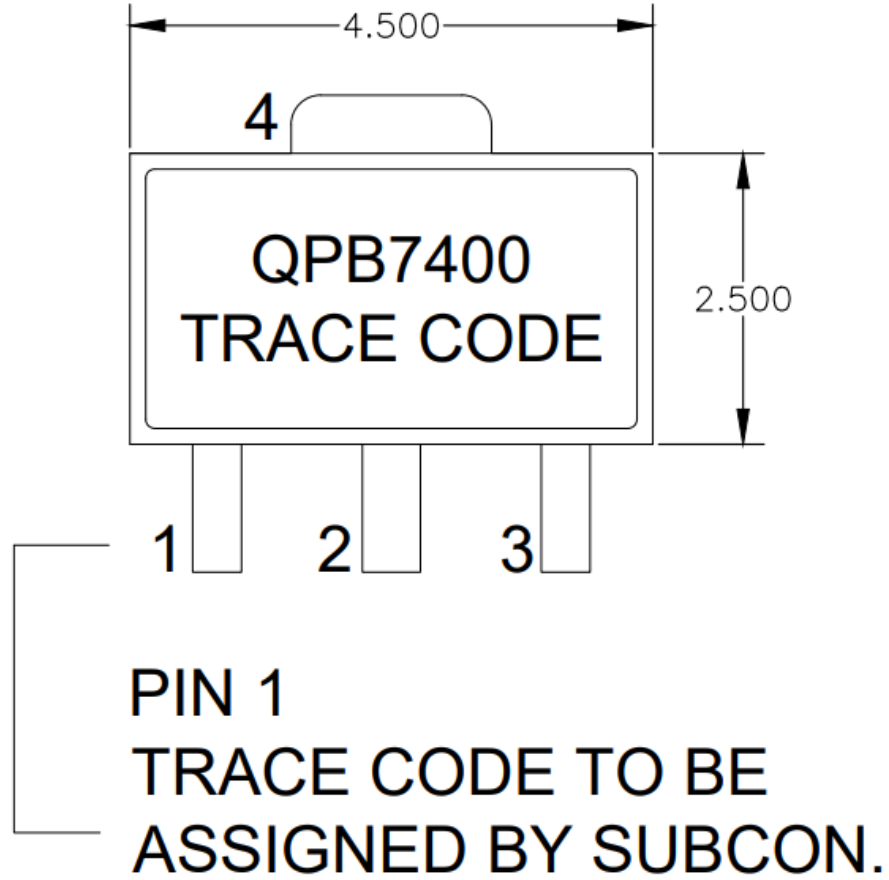 4.500
4
QPB7400
TRACE CODE
2.500
1 2 3
PIN 1
TRACE CODE TO BE
ASSIGNED BY SUBCON.